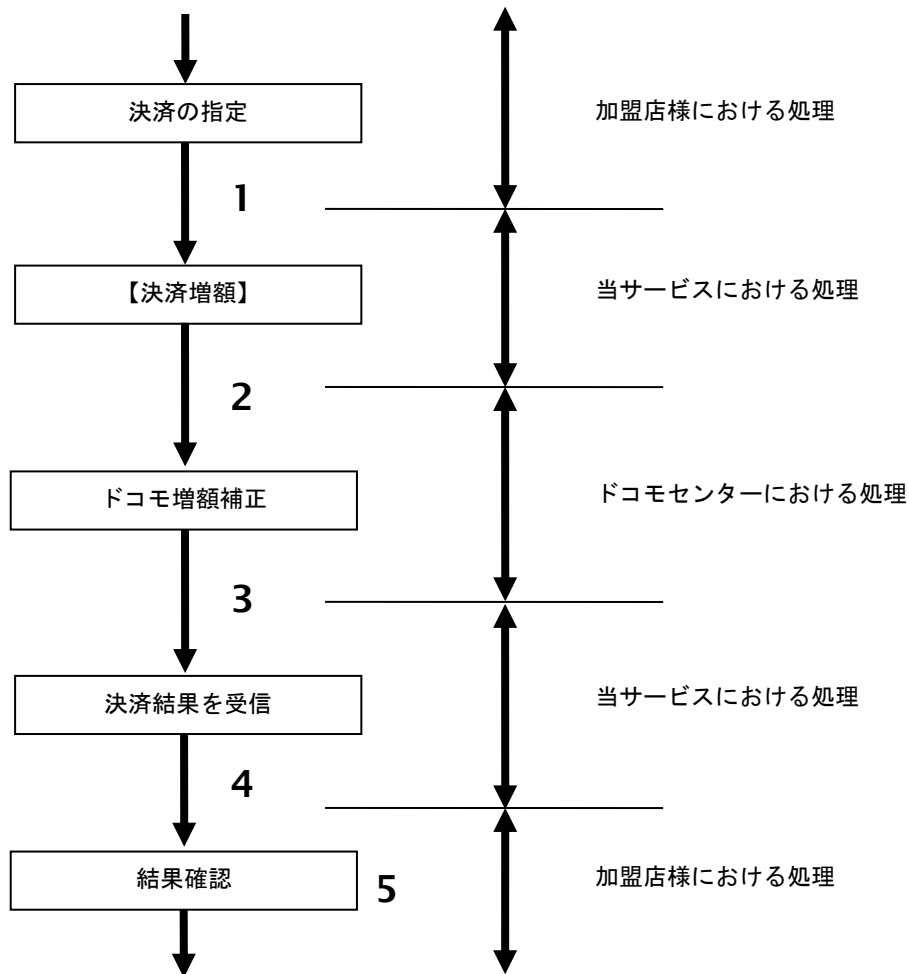 決済の指定
加盟店様における処理
1
【決済増額】
当サービスにおける処理
2
ドコモ増額補正
ドコモセンターにおける処理
3
決済結果を受信
当サービスにおける処理
4
結果確認
5
加盟店様における処理